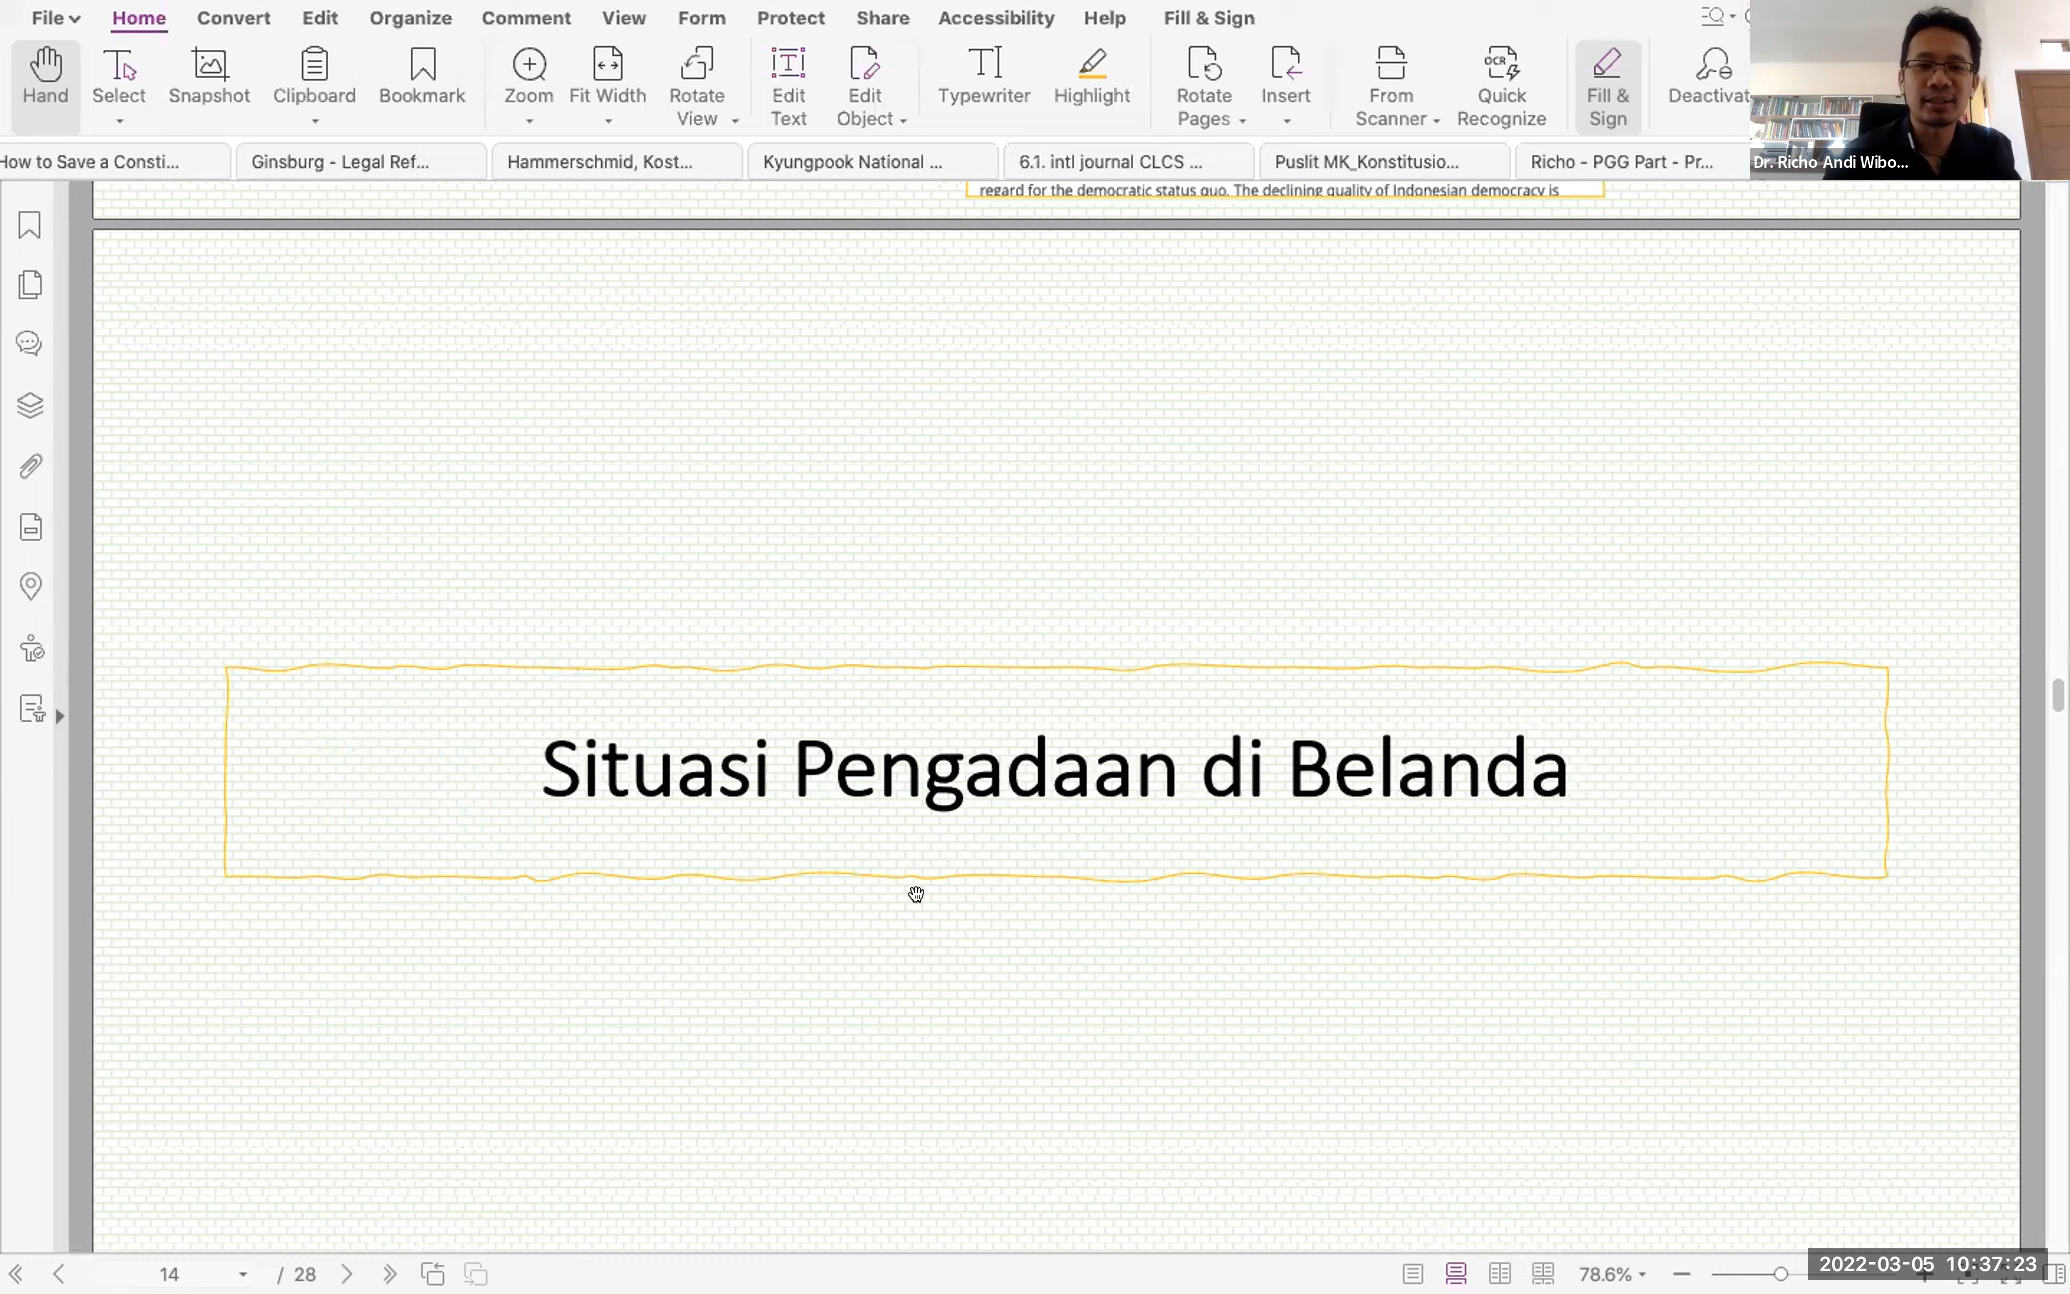 File Home Convert Edit Organize Comment View Form Protect Share Accessibility Help Fill & Sign
Hand Select Snapshot Clipboard Bookmark Zoom Fit Width Rotate View Edit Text Edit Object Typewriter Highlight Rotate Pages Insert From Scanner OCR Quick Recognize Fill & Sign Deactivat
How to Save a Consti... Ginsburg - Legal Ref... Hammerschmid, Kost... Kyungpook National ... 6.1. intl journal CLCS ... Puslit MK_Konstitusio... Richo - PGG Part - Pr...
Dr. Richo Andi Wibo...
regard for the democratic status quo. The declining quality of Indonesian democracy is
Situasi Pengadaan di Belanda
14 / 28 78.6%
2022-03-05 10:37:23